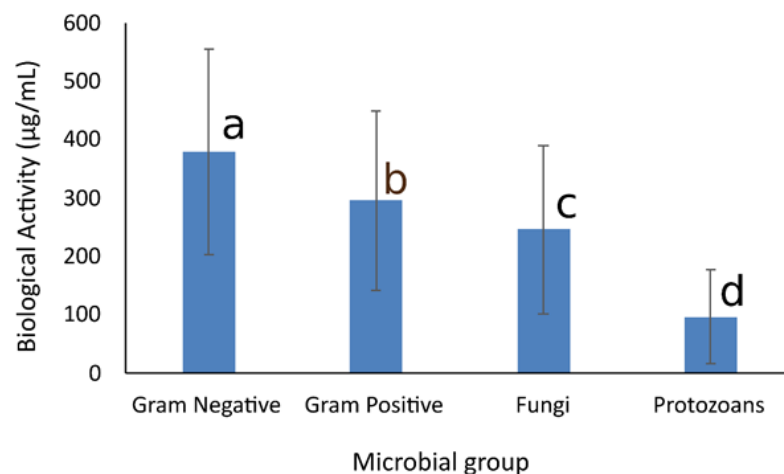 600
500
400
300
200
100
0
Biological Activity (µg/mL)
a
b
c
d
Gram Negative Gram Positive Fungi Protozoans
Microbial group